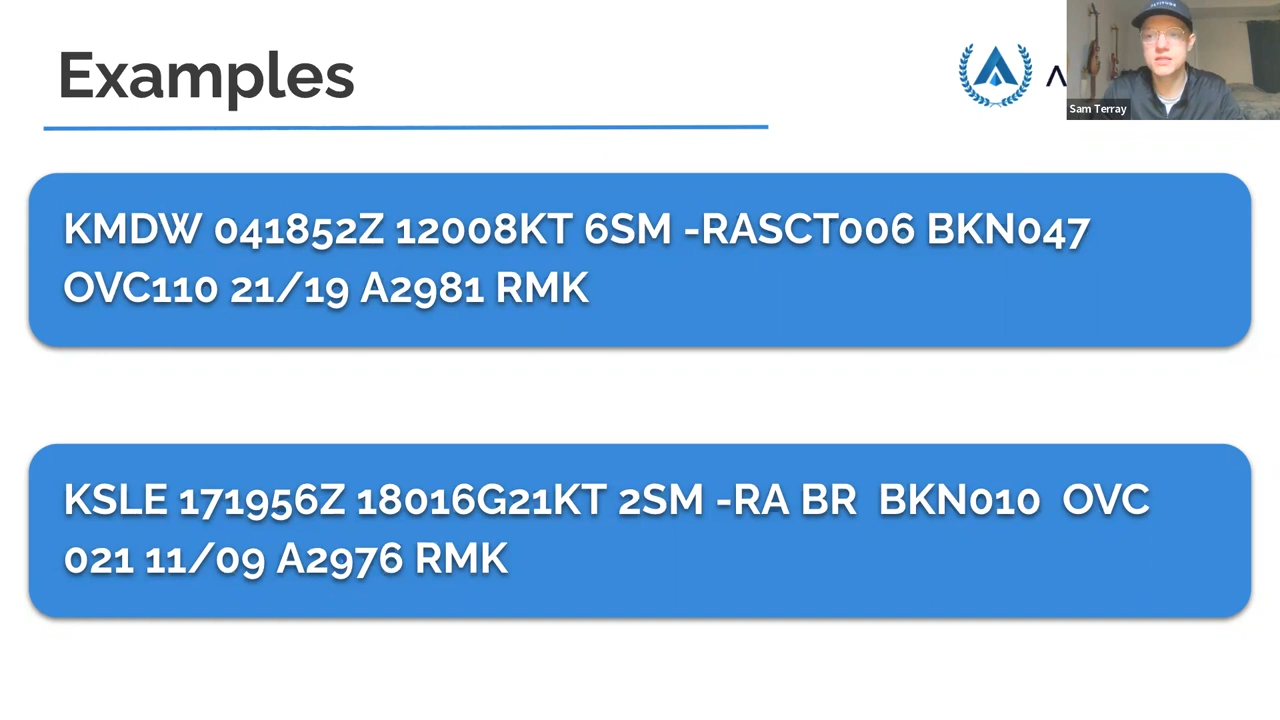 Examples
Sam Terray
KMDW 041852Z 12008KT 6SM -RASCT006 BKN047
OVC110 21/19 A2981 RMK
KSLE 171956Z 18016G21KT 2SM -RA BR BKN010 OVC
021 11/09 A2976 RMK